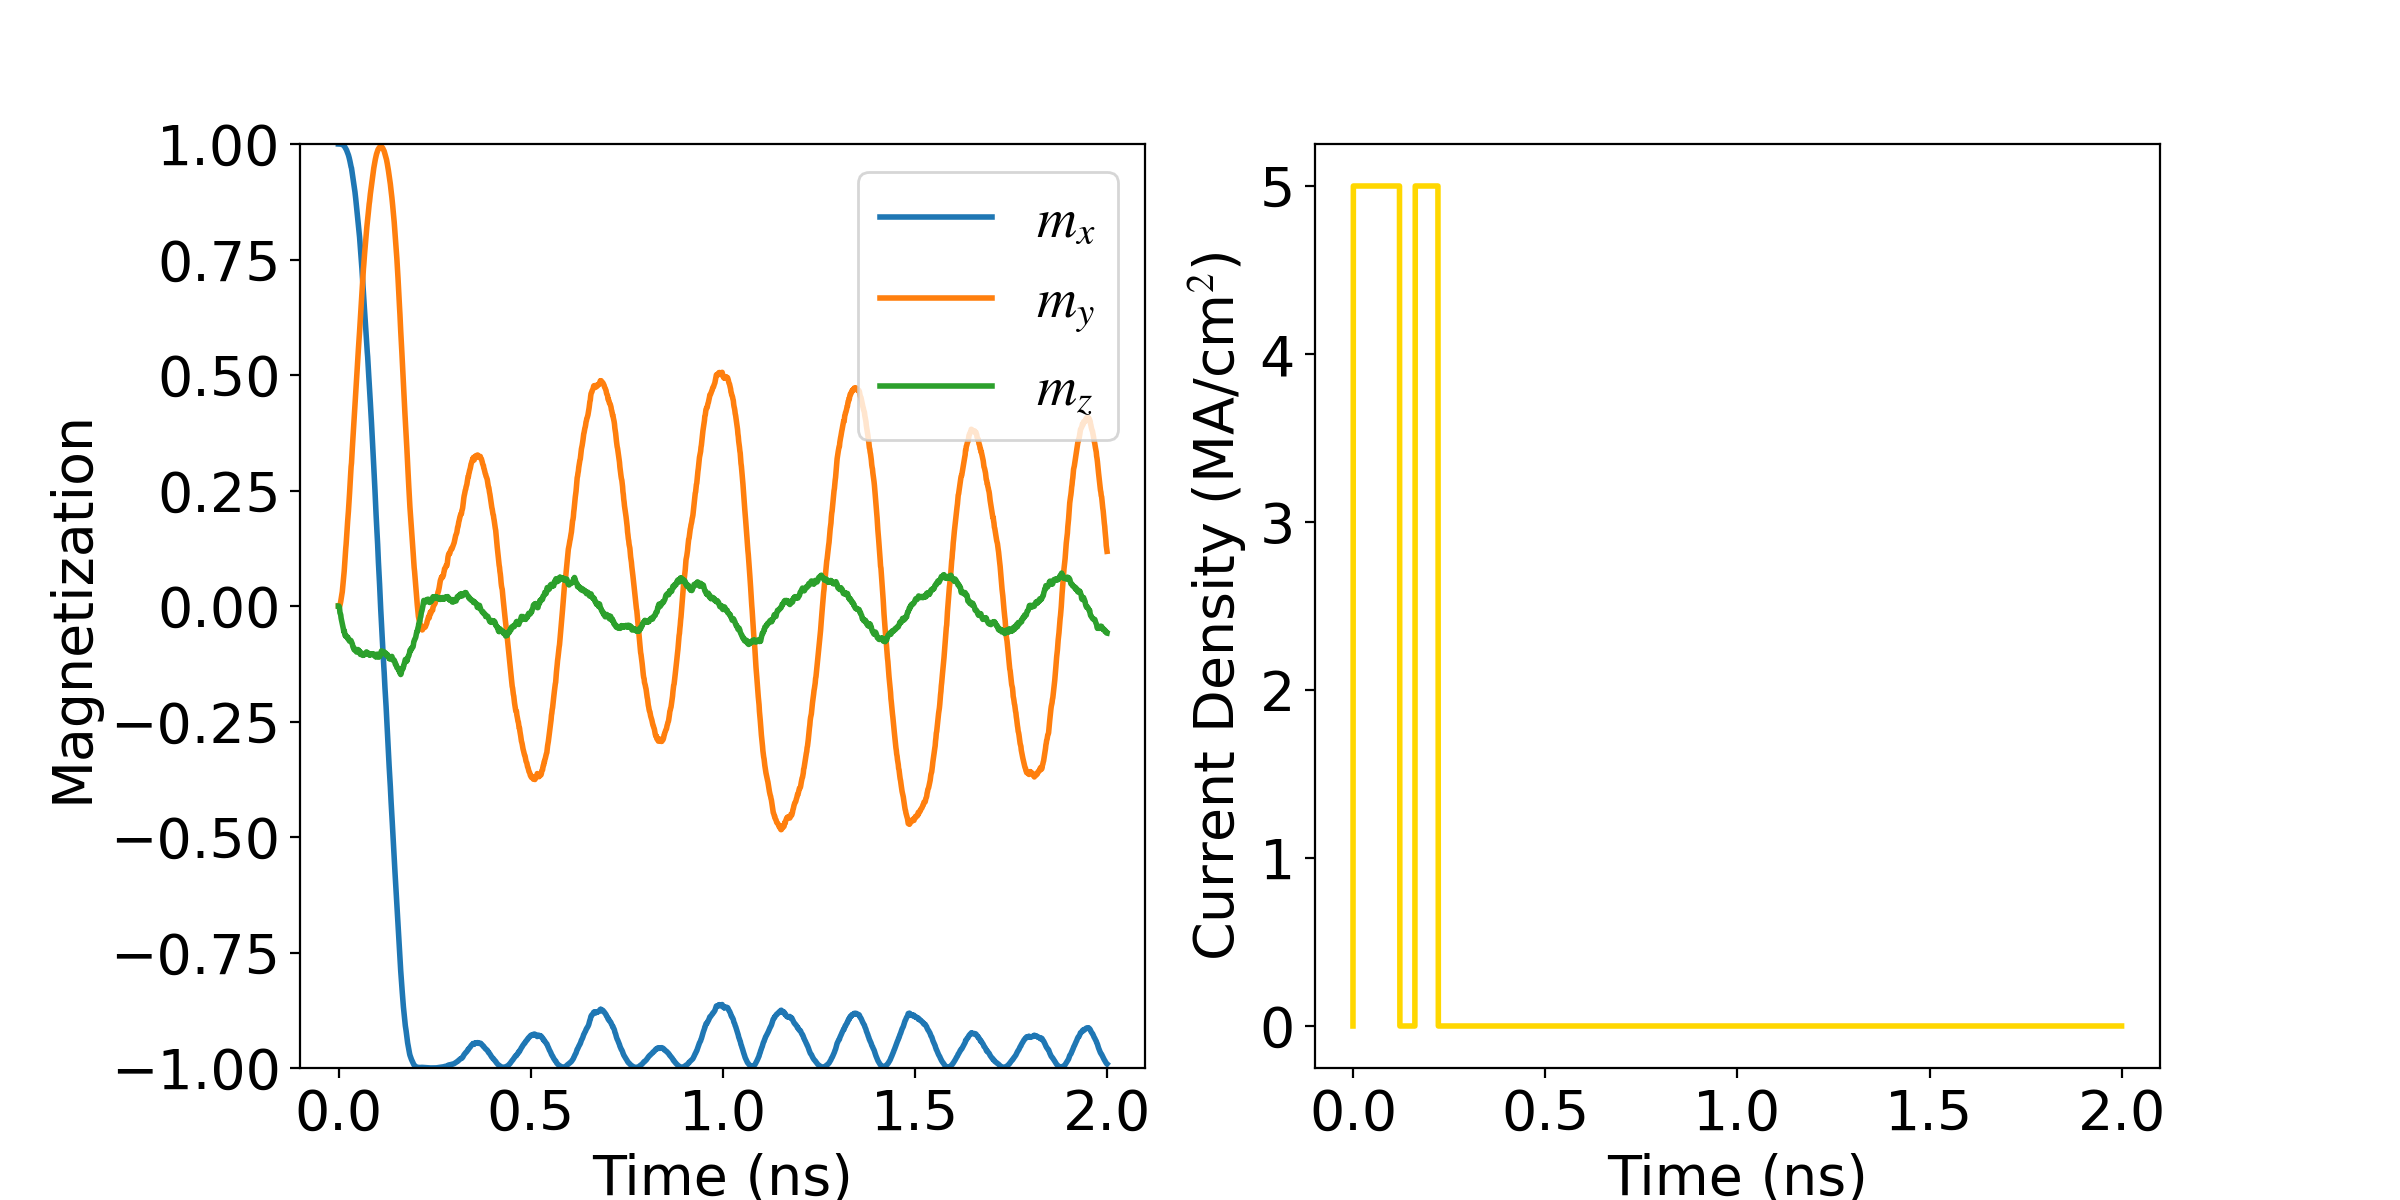 1.00
0.75
0.50
0.25
0.00
−0.25
−0.50
−0.75
−1.00
Magnetization
0.0 0.5 1.0 1.5 2.0
Time (ns)
m_x
m_y
m_z
5
4
3
2
1
0
Current Density (MA/cm²)
0.0 0.5 1.0 1.5 2.0
Time (ns)